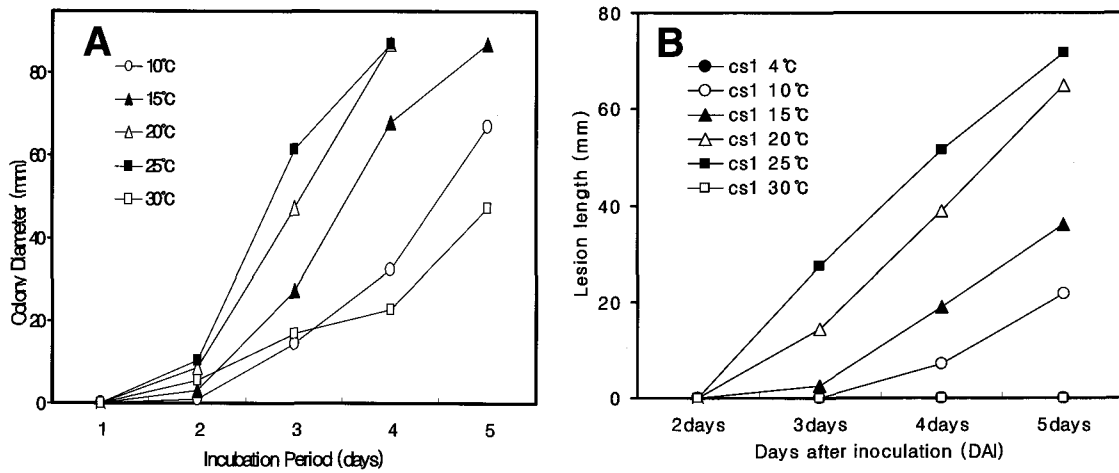 A
10℃
15℃
20℃
25℃
30℃
80
60
40
20
0
Colony Diameter (mm)
1 2 3 4 5
Incubation Period (days)
B
cs1 4℃
cs1 10℃
cs1 15℃
cs1 20℃
cs1 25℃
cs1 30℃
80
60
40
20
0
Lesion length (mm)
2days 3days 4days 5days
Days after inoculation (DAI)